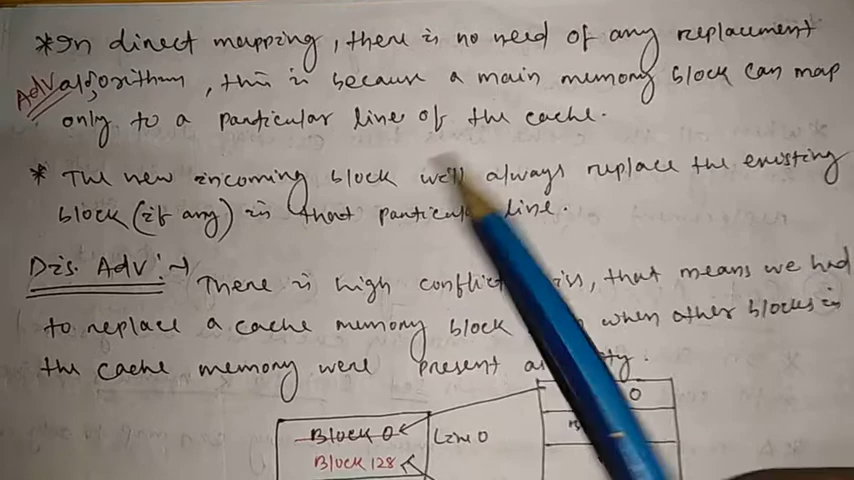 * In direct mapping, there is no need of any replacement
Adv algorithm, this is because a main memory block can map
only to a particular line of the cache.
* The new incoming block will always replace the existing
block (if any) in that particular line.
Dis. Adv :→ There is high conflict, that means we had
to replace a cache memory block when other blocks in
the cache memory were present
Block 0 Line 0
Block 128
0